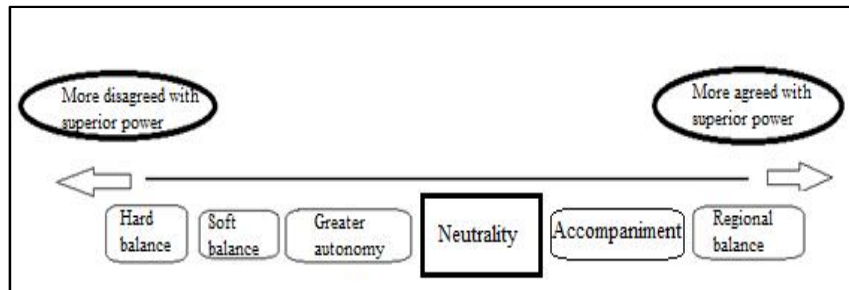 More disagreed with
superior power
More agreed with
superior power
Hard
balance
Soft
balance
Greater
autonomy
Neutrality
Accompaniment
Regional
balance